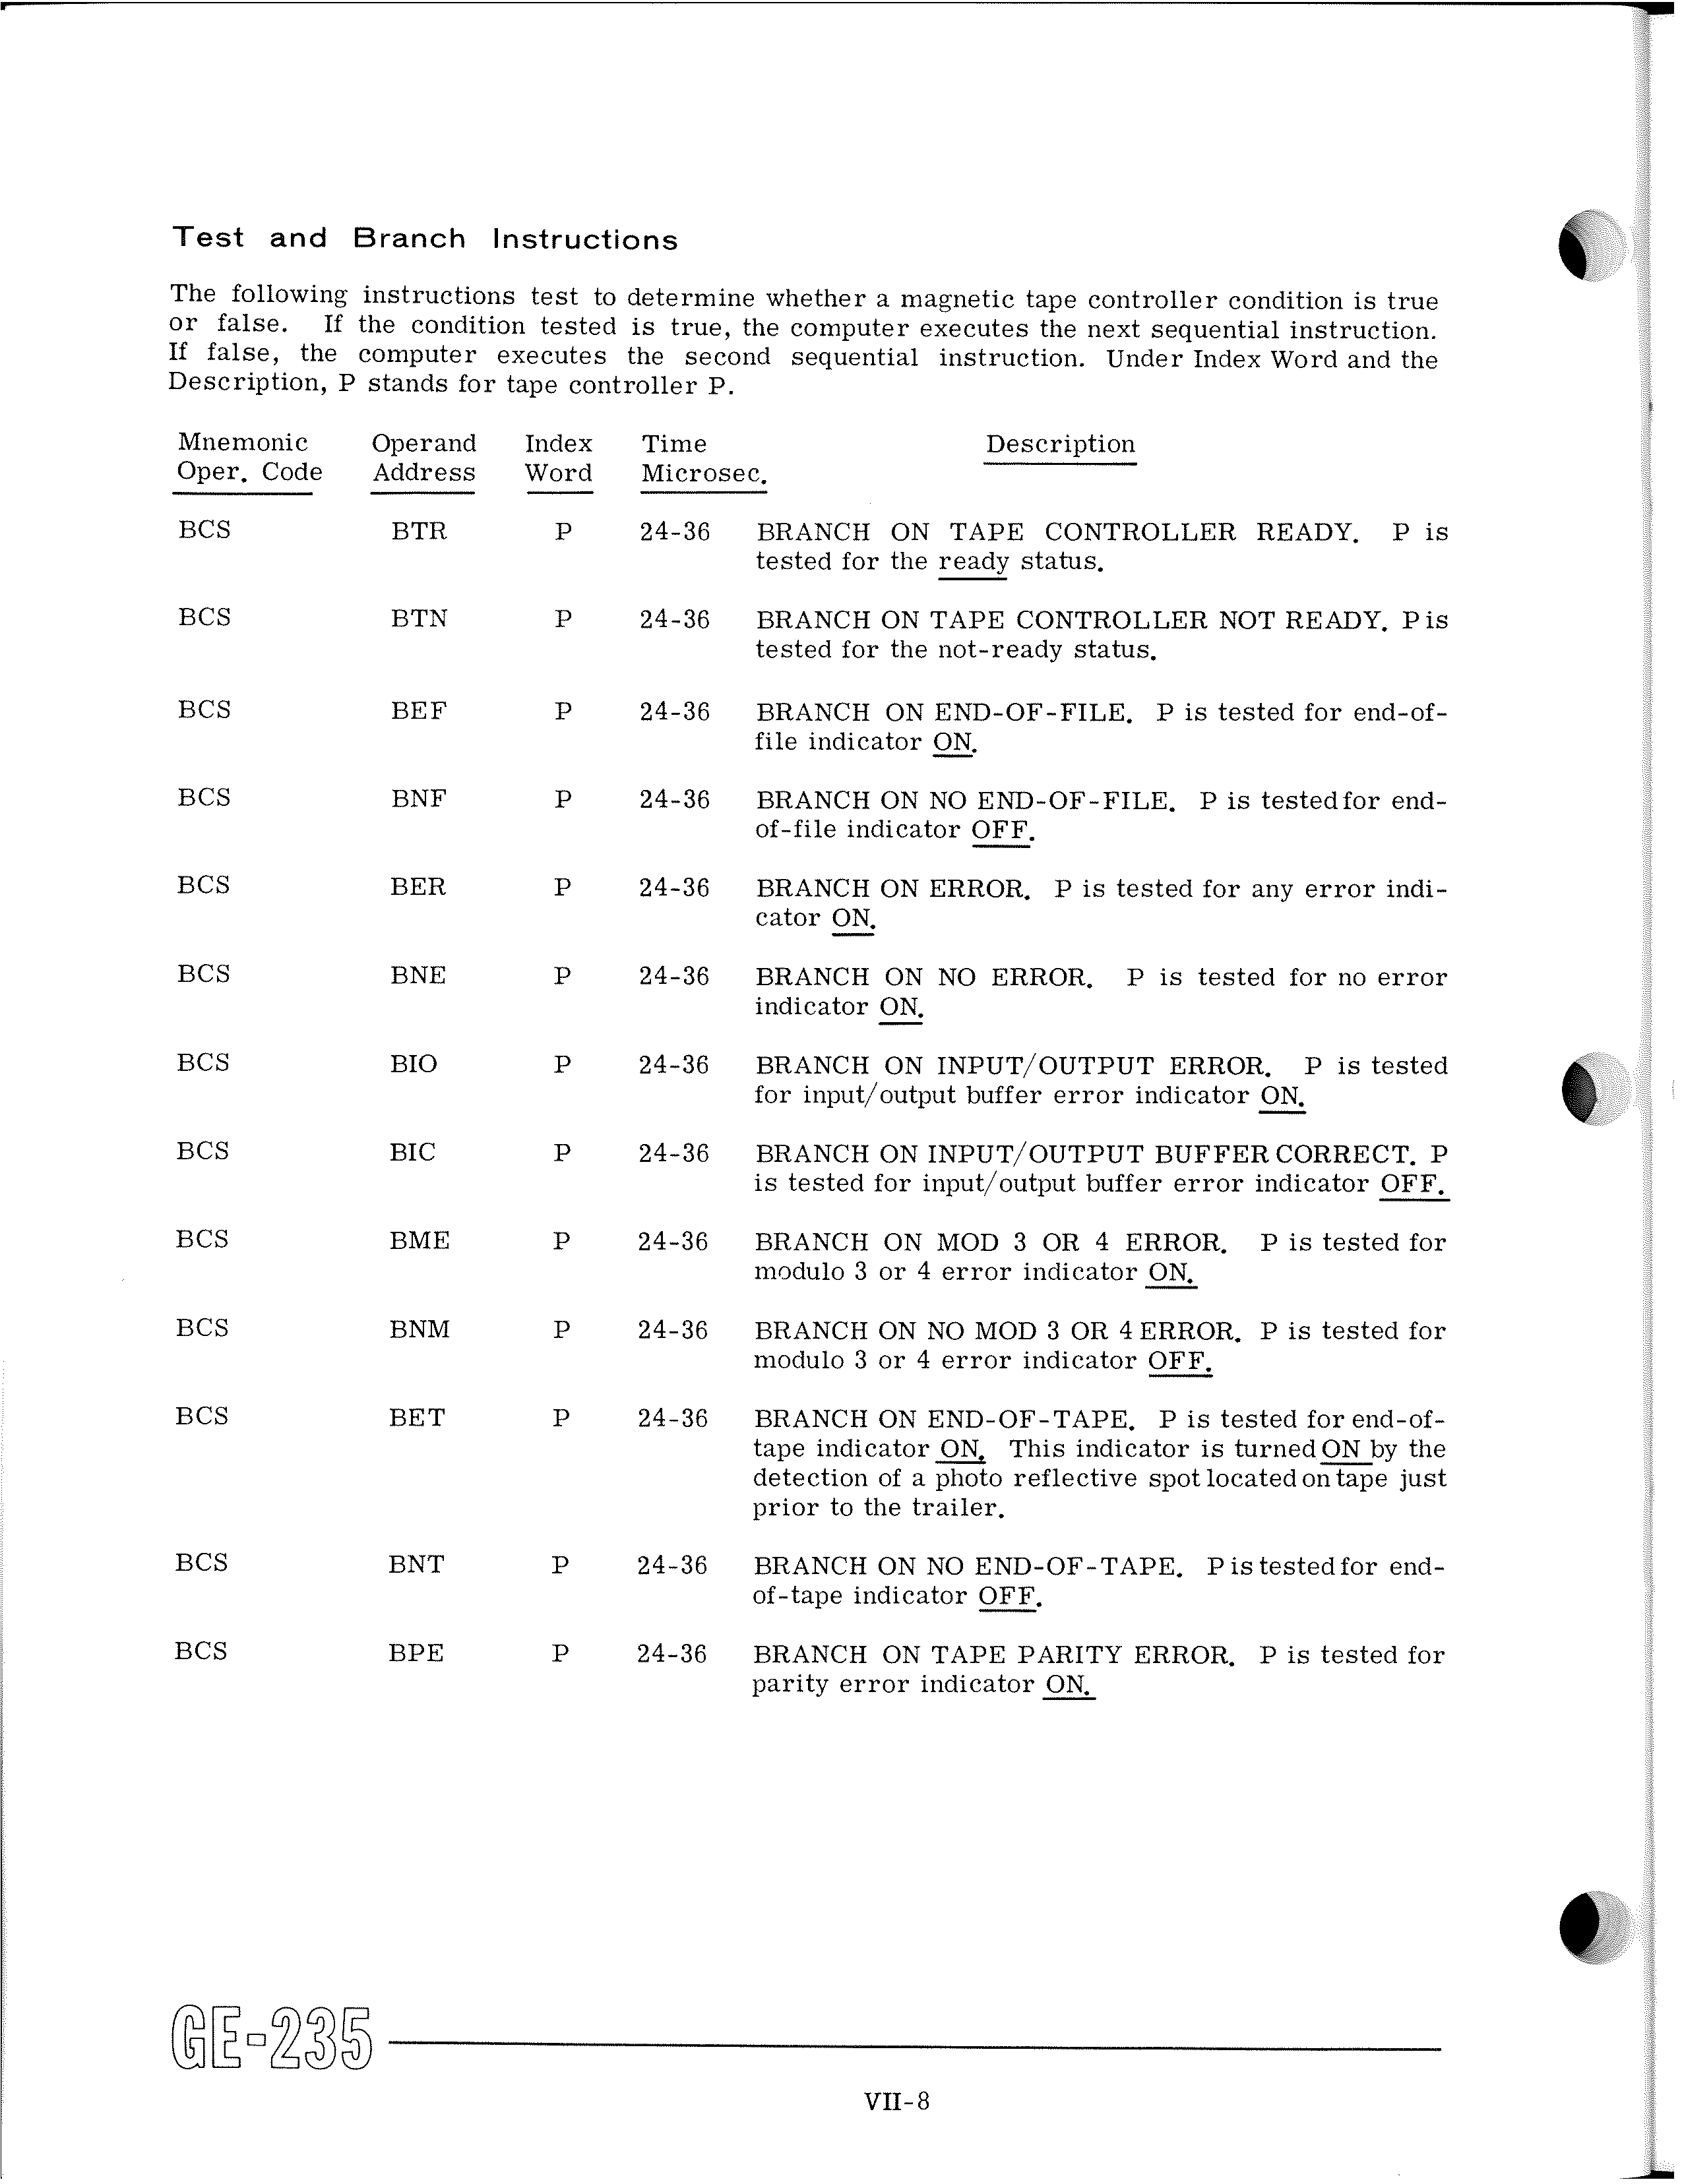 Test and Branch Instructions
The following instructions test to determine whether a magnetic tape controller condition is true
or false. If the condition tested is true, the computer executes the next sequential instruction.
If false, the computer executes the second sequential instruction. Under Index Word and the
Description, P stands for tape controller P.
Mnemonic Operand Index Time Description
Oper. Code Address Word Microsec.
BCS BTR P 24-36 BRANCH ON TAPE CONTROLLER READY. P is
tested for the ready status.
BCS BTN P 24-36 BRANCH ON TAPE CONTROLLER NOT READY. P is
tested for the not-ready status.
BCS BEF P 24-36 BRANCH ON END-OF-FILE. P is tested for end-of-
file indicator ON.
BCS BNF P 24-36 BRANCH ON NO END-OF-FILE. P is tested for end-
of-file indicator OFF.
BCS BER P 24-36 BRANCH ON ERROR. P is tested for any error indi-
cator ON.
BCS BNE P 24-36 BRANCH ON NO ERROR. P is tested for no error
indicator ON.
BCS BIO P 24-36 BRANCH ON INPUT/OUTPUT ERROR. P is tested
for input/output buffer error indicator ON.
BCS BIC P 24-36 BRANCH ON INPUT/OUTPUT BUFFER CORRECT. P
is tested for input/output buffer error indicator OFF.
BCS BME P 24-36 BRANCH ON MOD 3 OR 4 ERROR. P is tested for
modulo 3 or 4 error indicator ON.
BCS BNM P 24-36 BRANCH ON NO MOD 3 OR 4 ERROR. P is tested for
modulo 3 or 4 error indicator OFF.
BCS BET P 24-36 BRANCH ON END-OF-TAPE. P is tested for end-of-
tape indicator ON. This indicator is turned ON by the
detection of a photo reflective spot located on tape just
prior to the trailer.
BCS BNT P 24-36 BRANCH ON NO END-OF-TAPE. P is tested for end-
of-tape indicator OFF.
BCS BPE P 24-36 BRANCH ON TAPE PARITY ERROR. P is tested for
parity error indicator ON.
GE-235
VII-8